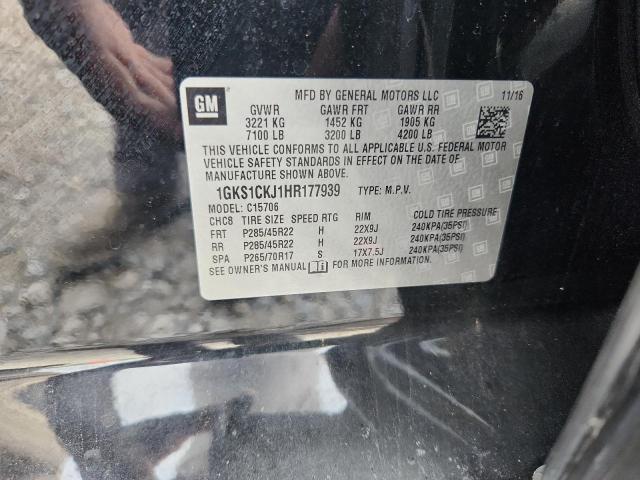 GM
MFD BY GENERAL MOTORS LLC 11/16
GVWR GAWR FRT GAWR RR
3221 KG 1452 KG 1905 KG
7100 LB 3200 LB 4200 LB
THIS VEHICLE CONFORMS TO ALL APPLICABLE U.S. FEDERAL MOTOR
VEHICLE SAFETY STANDARDS IN EFFECT ON THE DATE OF
MANUFACTURE SHOWN ABOVE.
1GKS1CKJ1HR177939 TYPE: M.P.V.
MODEL: C15706
CHC8 TIRE SIZE SPEED RTG RIM COLD TIRE PRESSURE
FRT P285/45R22 H 22X9J 240KPA(35PSI)
RR P285/45R22 H 22X9J 240KPA(35PSI)
SPA P265/70R17 S 17X7.5J 240KPA(35PSI)
SEE OWNER'S MANUAL i FOR MORE INFORMATION.